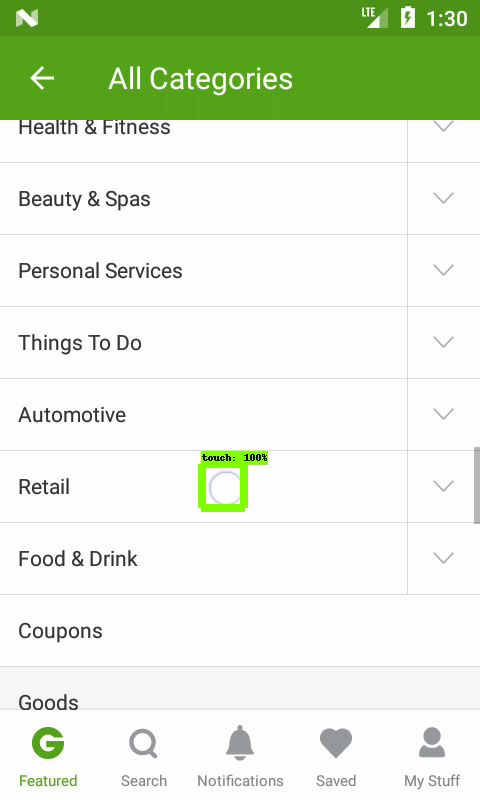 LTE 1:30
All Categories
Health & Fitness
Beauty & Spas
Personal Services
Things To Do
Automotive
touch: 100%
Retail
Food & Drink
Coupons
Goods
Featured Search Notifications Saved My Stuff